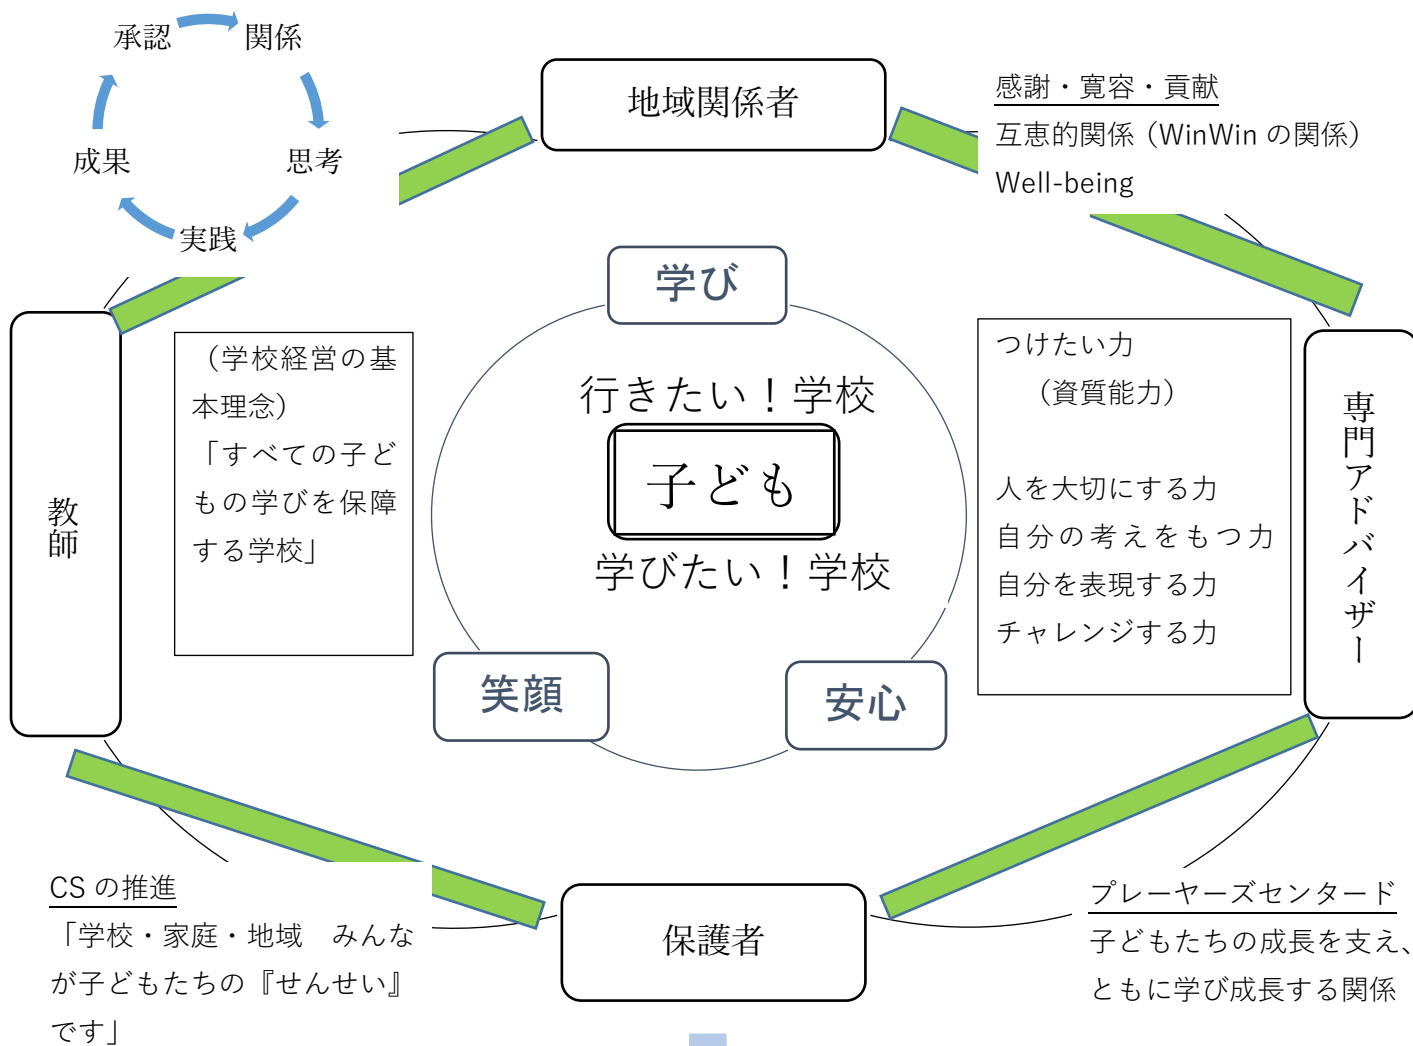 承認
関係
思考
実践
成果
地域関係者
感謝・寛容・貢献
互恵的関係（WinWin の関係）
Well-being
学び
行きたい！学校
子ども
学びたい！学校
笑顔
安心
教師
（学校経営の基
本理念）
「すべての子ど
もの学びを保障
する学校」
つけたい力
（資質能力）
人を大切にする力
自分の考えをもつ力
自分を表現する力
チャレンジする力
専門アドバイザー
CS の推進
「学校・家庭・地域　みんな
が子どもたちの『せんせい』
です」
保護者
プレーヤーズセンタード
子どもたちの成長を支え、
ともに学び成長する関係